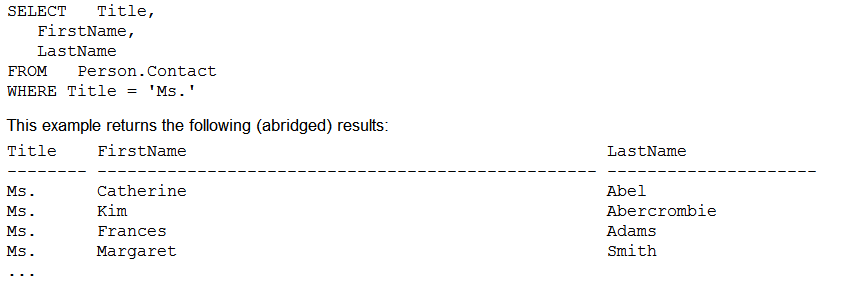 SELECT   Title,
   FirstName,
   LastName
FROM   Person.Contact
WHERE Title = 'Ms.'
This example returns the following (abridged) results:
Title    FirstName                                          LastName
-------- -------------------------------------------------- ---------------------
Ms.      Catherine                                          Abel
Ms.      Kim                                                Abercrombie
Ms.      Frances                                            Adams
Ms.      Margaret                                           Smith
...